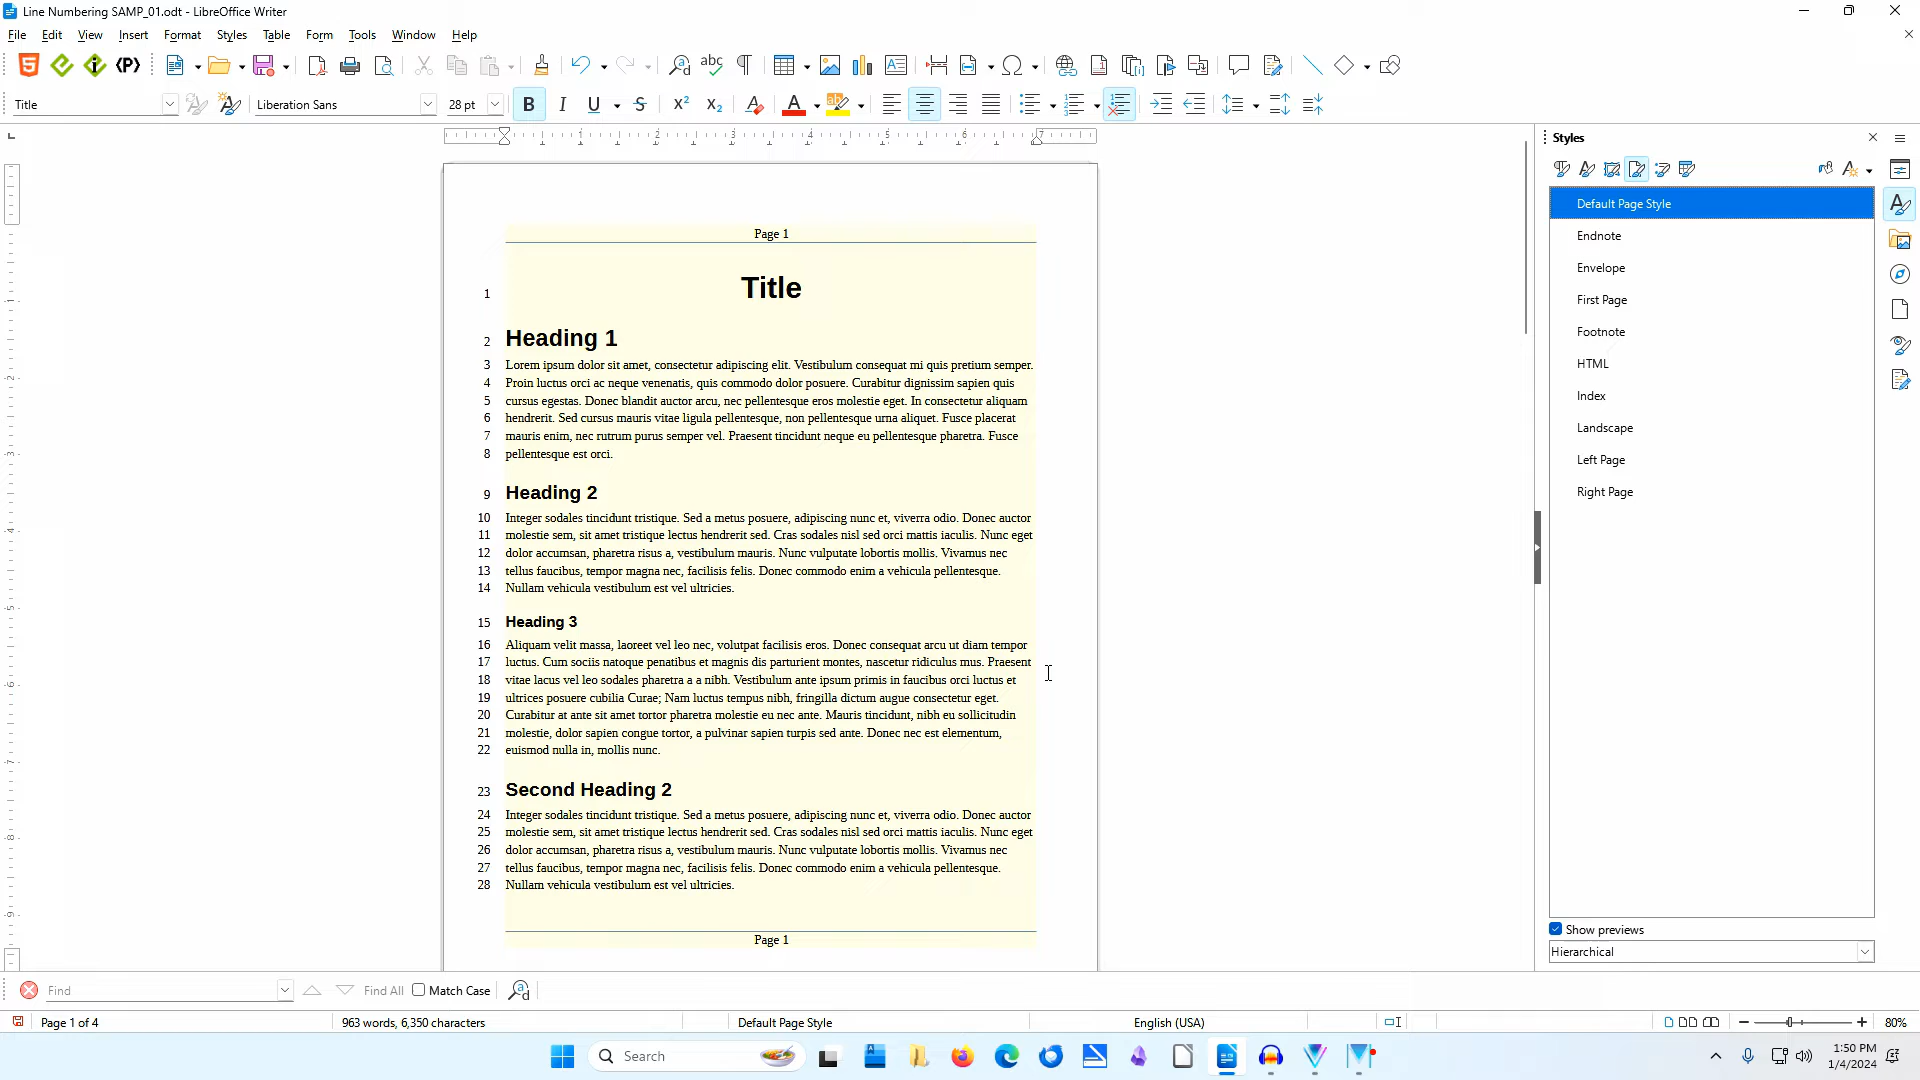 Line Numbering SAMP_01.odt - LibreOffice Writer
File Edit View Insert Format Styles Table Form Tools Window Help
Title Liberation Sans 28 pt
Styles
Default Page Style
Endnote
Envelope
First Page
Footnote
HTML
Index
Landscape
Left Page
Right Page
Show previews
Hierarchical
1 2 3 4 5 6 7
Page 1
1 Title
2 Heading 1
3 Lorem ipsum dolor sit amet, consectetur adipiscing elit. Vestibulum consequat mi quis pretium semper.
4 Proin luctus orci ac neque venenatis, quis commodo dolor posuere. Curabitur dignissim sapien quis
5 cursus egestas. Donec blandit auctor arcu, nec pellentesque eros molestie eget. In consectetur aliquam
6 hendrerit. Sed cursus mauris vitae ligula pellentesque, non pellentesque urna aliquet. Fusce placerat
7 mauris enim, nec rutrum purus semper vel. Praesent tincidunt neque eu pellentesque pharetra. Fusce
8 pellentesque est orci.
9 Heading 2
10 Integer sodales tincidunt tristique. Sed a metus posuere, adipiscing nunc et, viverra odio. Donec auctor
11 molestie sem, sit amet tristique lectus hendrerit sed. Cras sodales nisl sed orci mattis iaculis. Nunc eget
12 dolor accumsan, pharetra risus a, vestibulum mauris. Nunc vulputate lobortis mollis. Vivamus nec
13 tellus faucibus, tempor magna nec, facilisis felis. Donec commodo enim a vehicula pellentesque.
14 Nullam vehicula vestibulum est vel ultricies.
15 Heading 3
16 Aliquam velit massa, laoreet vel leo nec, volutpat facilisis eros. Donec consequat arcu ut diam tempor
17 luctus. Cum sociis natoque penatibus et magnis dis parturient montes, nascetur ridiculus mus. Praesent
18 vitae lacus vel leo sodales pharetra a a nibh. Vestibulum ante ipsum primis in faucibus orci luctus et
19 ultrices posuere cubilia Curae; Nam luctus tempus nibh, fringilla dictum augue consectetur eget.
20 Curabitur at ante sit amet tortor pharetra molestie eu nec ante. Mauris tincidunt, nibh eu sollicitudin
21 molestie, dolor sapien congue tortor, a pulvinar sapien turpis sed ante. Donec nec est elementum,
22 euismod nulla in, mollis nunc.
23 Second Heading 2
24 Integer sodales tincidunt tristique. Sed a metus posuere, adipiscing nunc et, viverra odio. Donec auctor
25 molestie sem, sit amet tristique lectus hendrerit sed. Cras sodales nisl sed orci mattis iaculis. Nunc eget
26 dolor accumsan, pharetra risus a, vestibulum mauris. Nunc vulputate lobortis mollis. Vivamus nec
27 tellus faucibus, tempor magna nec, facilisis felis. Donec commodo enim a vehicula pellentesque.
28 Nullam vehicula vestibulum est vel ultricies.
Page 1
Find Find All Match Case
Page 1 of 4 963 words, 6,350 characters Default Page Style English (USA) 80%
Search
1:50 PM
1/4/2024